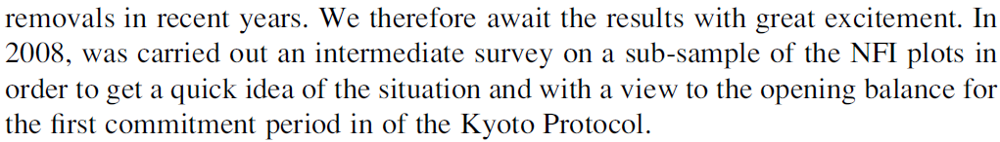 removals in recent years. We therefore await the results with great excitement. In
2008, was carried out an intermediate survey on a sub-sample of the NFI plots in
order to get a quick idea of the situation and with a view to the opening balance for
the first commitment period in of the Kyoto Protocol.